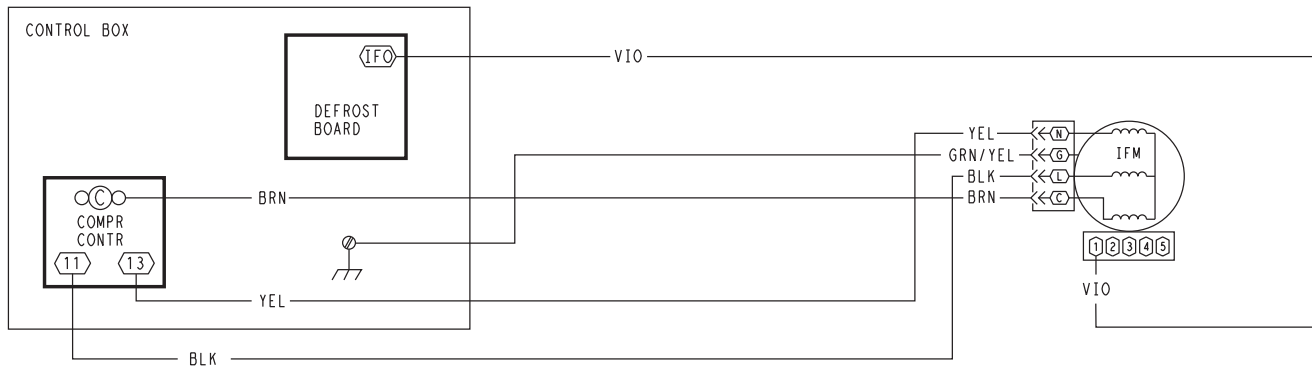 CONTROL BOX
IFO
VIO
DEFROST
BOARD
YEL
N
GRN/YEL
G
IFM
BLK
L
BRN
C
C
BRN
COMPR
CONTR
11
13
1 2 3 4 5
VIO
YEL
BLK